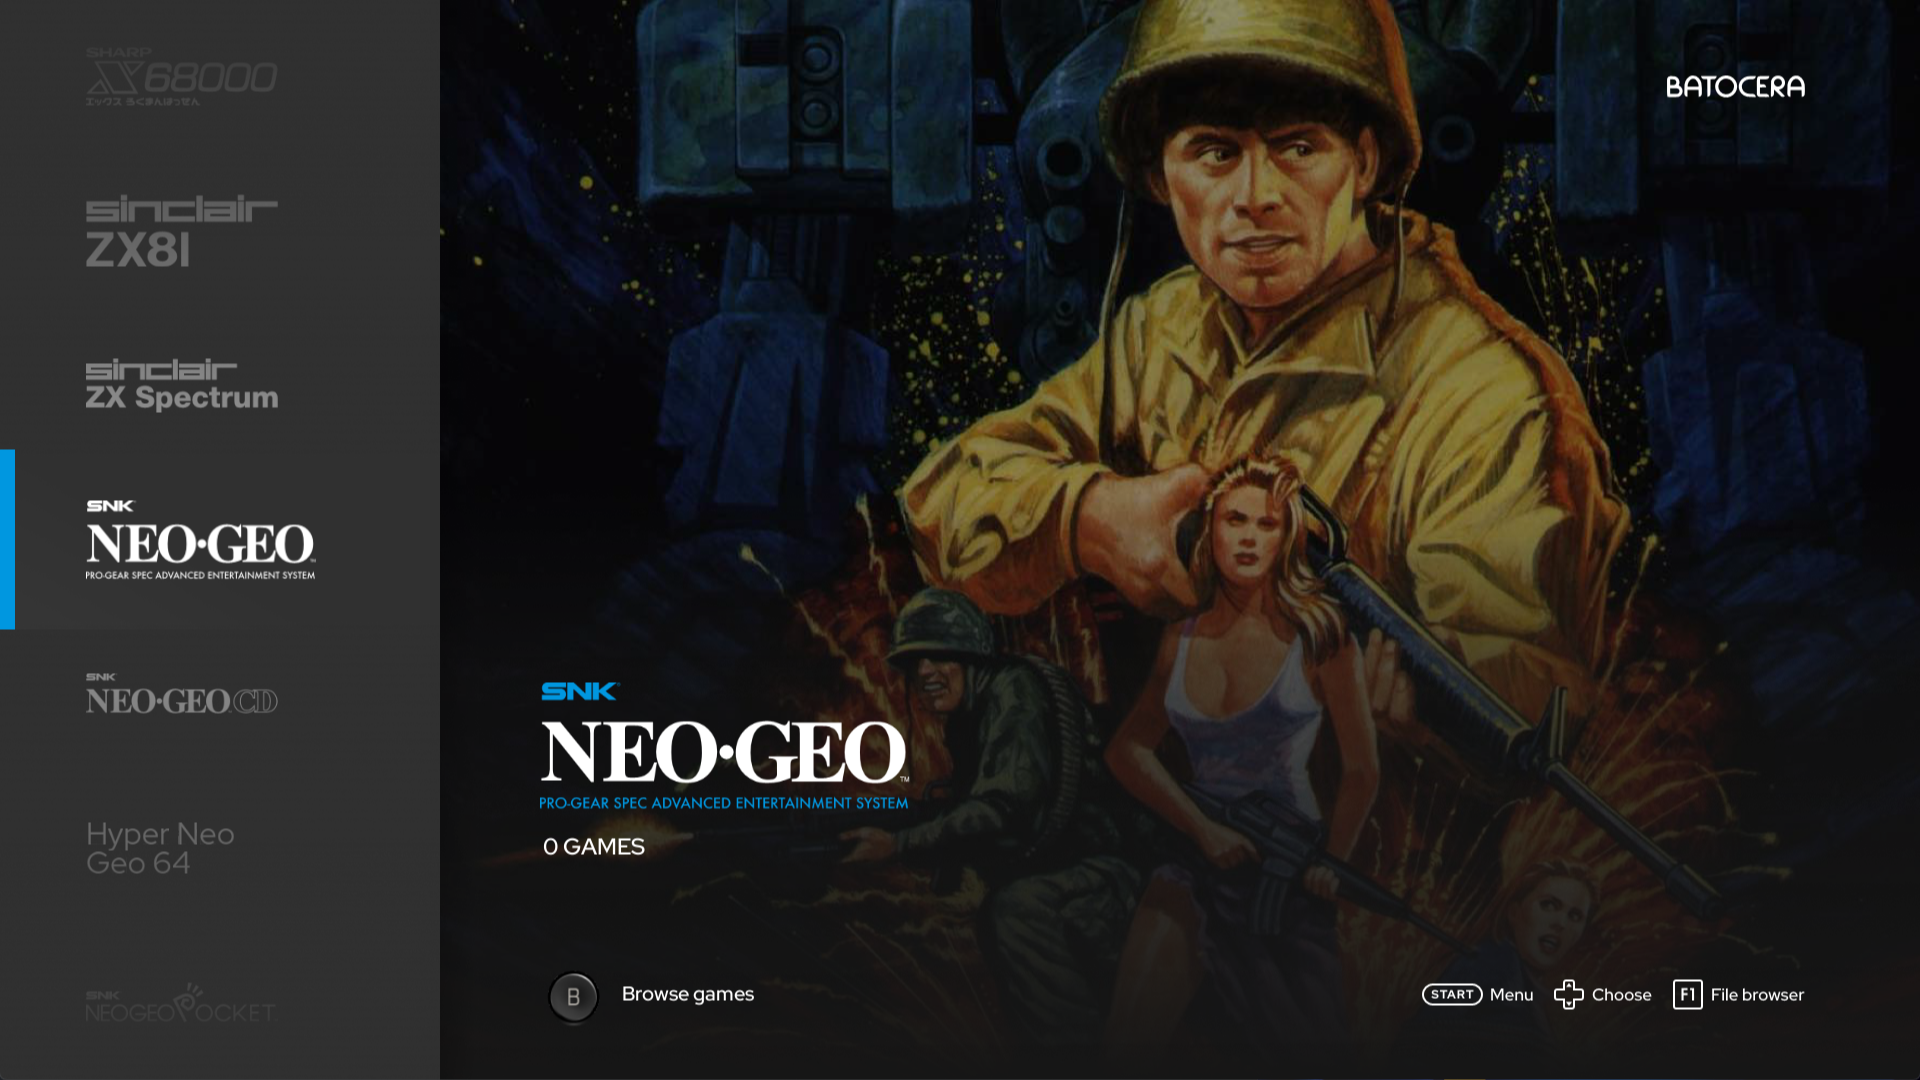 SHARP
X68000
エックス ろくまんはっせん
sinclair
ZX81
sinclair
ZX Spectrum
SNK
NEO·GEO
PRO-GEAR SPEC ADVANCED ENTERTAINMENT SYSTEM
SNK
NEO·GEO CD
Hyper Neo
Geo 64
SNK
NEOGEO POCKET
BATOCERA
SNK
NEO·GEO™
PRO-GEAR SPEC ADVANCED ENTERTAINMENT SYSTEM
0 GAMES
B Browse games
START Menu Choose F1 File browser